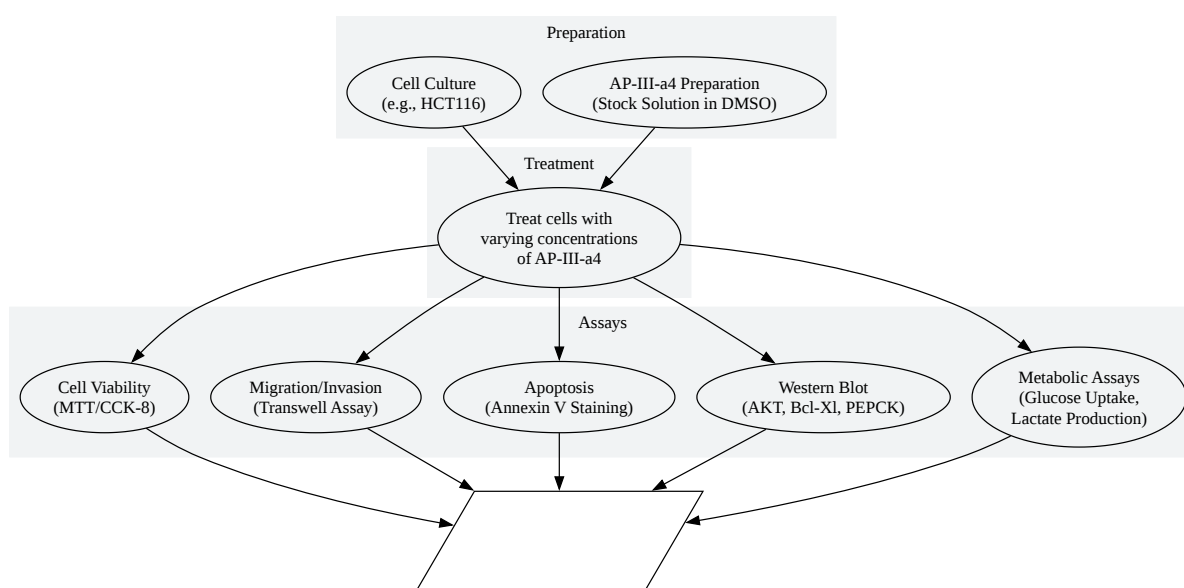 Preparation
Cell Culture
(e.g., HCT116)
AP-III-a4 Preparation
(Stock Solution in DMSO)
Treatment
Treat cells with
varying concentrations
of AP-III-a4
Assays
Cell Viability
(MTT/CCK-8)
Migration/Invasion
(Transwell Assay)
Apoptosis
(Annexin V Staining)
Western Blot
(AKT, Bcl-Xl, PEPCK)
Metabolic Assays
(Glucose Uptake,
Lactate Production)